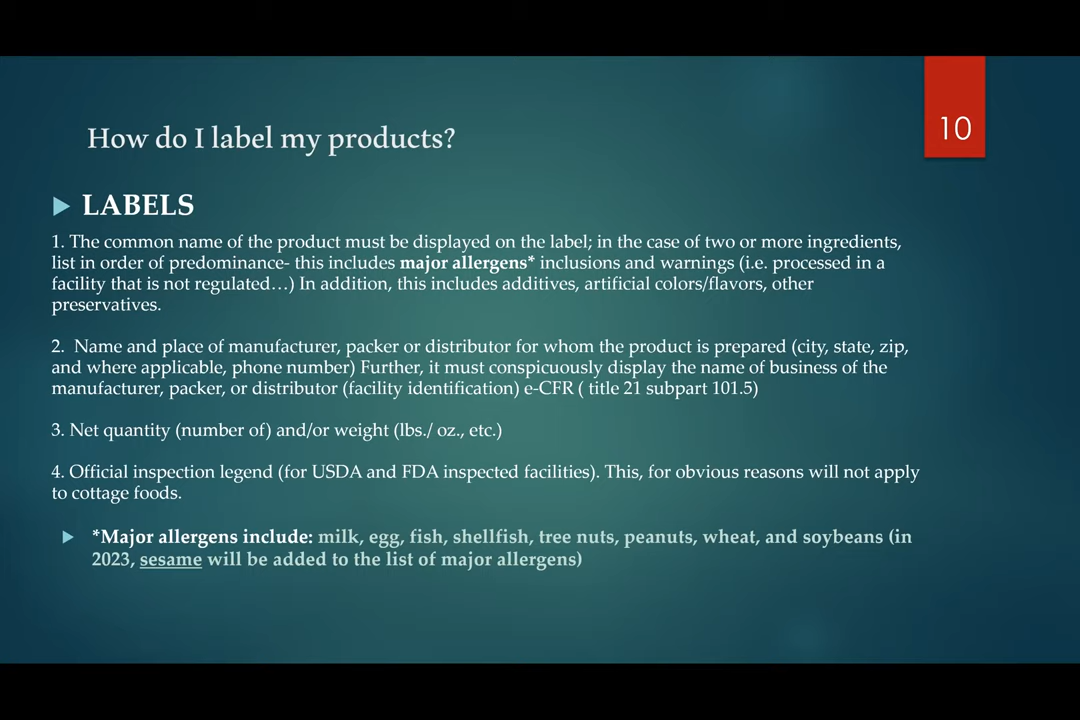 10
How do I label my products?
LABELS
1. The common name of the product must be displayed on the label; in the case of two or more ingredients,
list in order of predominance- this includes major allergens* inclusions and warnings (i.e. processed in a
facility that is not regulated…) In addition, this includes additives, artificial colors/flavors, other
preservatives.
2.  Name and place of manufacturer, packer or distributor for whom the product is prepared (city, state, zip,
and where applicable, phone number) Further, it must conspicuously display the name of business of the
manufacturer, packer, or distributor (facility identification) e-CFR ( title 21 subpart 101.5)
3. Net quantity (number of) and/or weight (lbs./ oz., etc.)
4. Official inspection legend (for USDA and FDA inspected facilities). This, for obvious reasons will not apply
to cottage foods.
*Major allergens include: milk, egg, fish, shellfish, tree nuts, peanuts, wheat, and soybeans (in
2023, sesame will be added to the list of major allergens)